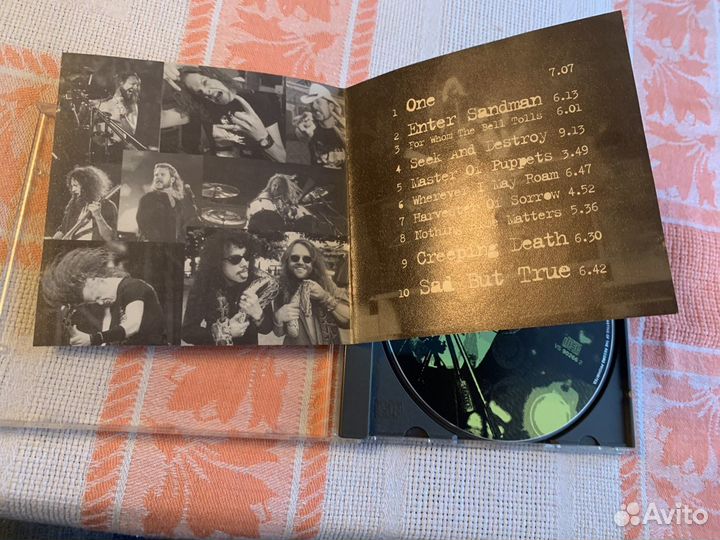 1 One 7.07
2 Enter Sandman 6.13
3 For Whom The Bell Tolls 6.01
4 Seek And Destroy 9.13
5 Master Of Puppets 3.49
6 Wherever I May Roam 6.47
7 Harvester Of Sorrow 4.52
8 Nothing Matters 5.36
9 Creeping Death 6.30
10 Sad But True 6.42
Avito